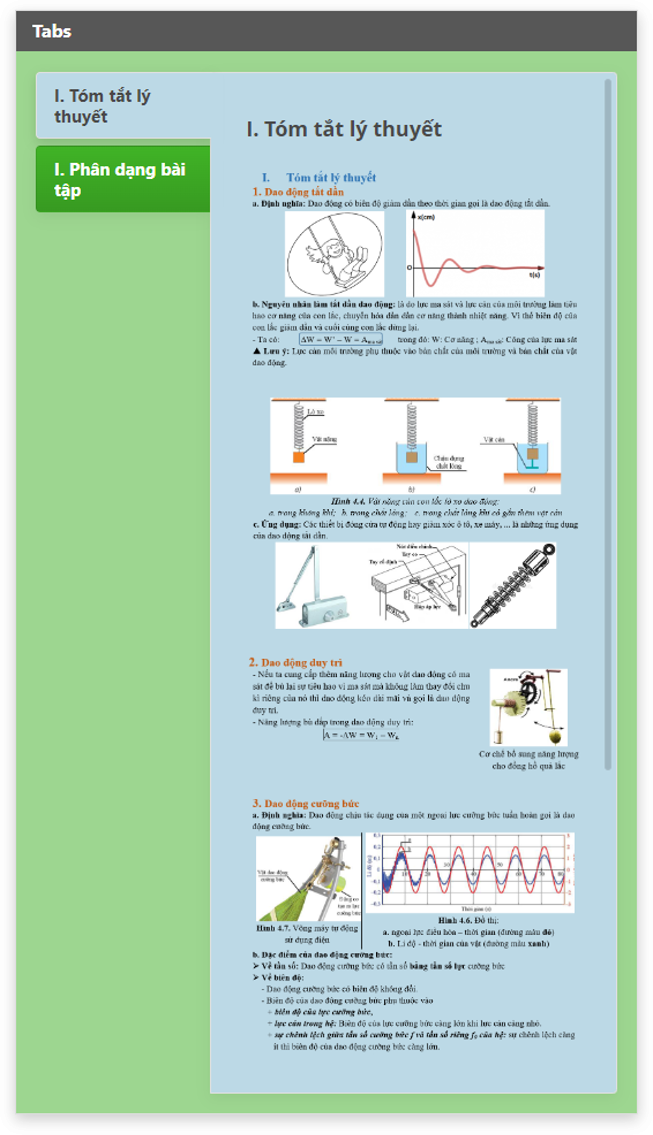 Tabs
I. Tóm tắt lý
thuyết
I. Phân dạng bài
tập
I. Tóm tắt lý thuyết
I. Tóm tắt lý thuyết
1. Dao động tắt dần
a. Định nghĩa: Dao động có biên độ giảm dần theo thời gian gọi là dao động tắt dần.
x(cm)
O
t(s)
b. Nguyên nhân làm tắt dần dao động: là do lực ma sát và lực cản của môi trường làm tiêu
hao cơ năng của con lắc, chuyển hóa dần dần cơ năng thành nhiệt năng. Vì thế biên độ của
con lắc giảm dần và cuối cùng con lắc dừng lại.
- Ta có: ΔW = W' – W = Ama sát trong đó: W: Cơ năng ; Ama sát: Công của lực ma sát
▲ Lưu ý: Lực cản môi trường phụ thuộc vào bản chất của môi trường và bản chất của vật
dao động.
Lò xo
Vật nặng
Chậu đựng
chất lỏng
Vật cản
a)
b)
c)
Hình 4.4. Vật nặng của con lắc lò xo dao động:
a. trong không khí; b. trong chất lỏng; c. trong chất lỏng khi có gắn thêm vật cản
c. Ứng dụng: Các thiết bị đóng cửa tự động hay giảm xóc ô tô, xe máy, ... là những ứng dụng
của dao động tắt dần.
Tay cố định
2. Dao động duy trì
- Nếu ta cung cấp thêm năng lượng cho vật dao động có ma
sát để bù lại sự tiêu hao vì ma sát mà không làm thay đổi chu
kì riêng của nó thì dao động kéo dài mãi và gọi là dao động
duy trì.
- Năng lượng bù đắp trong dao động duy trì:
Cơ chế bổ sung năng lượng
cho đồng hồ quả lắc
3. Dao động cưỡng bức
a. Định nghĩa: Dao động chịu tác dụng của một ngoại lực cưỡng bức tuần hoàn gọi là dao
động cưỡng bức.
Vật dao động
cưỡng bức
Động cơ
tạo ra lực
cưỡng bức
Li độ (m)
Thời gian (s)
Hình 4.7. Võng máy tự động
sử dụng điện
Hình 4.6. Đồ thị:
a. ngoại lực điều hòa – thời gian (đường màu đỏ)
b. Li độ - thời gian của vật (đường màu xanh)
b. Đặc điểm của dao động cưỡng bức:
➢ Về tần số: Dao động cưỡng bức có tần số bằng tần số lực cưỡng bức
➢ Về biên độ:
- Dao động cưỡng bức có biên độ không đổi.
- Biên độ của dao động cưỡng bức phụ thuộc vào
+ biên độ của lực cưỡng bức,
+ lực cản trong hệ: Biên độ của lực cưỡng bức càng lớn khi lực cản càng nhỏ.
+ sự chênh lệch giữa tần số cưỡng bức f và tần số riêng f0 của hệ: sự chênh lệch càng
ít thì biên độ của dao động cưỡng bức càng lớn.